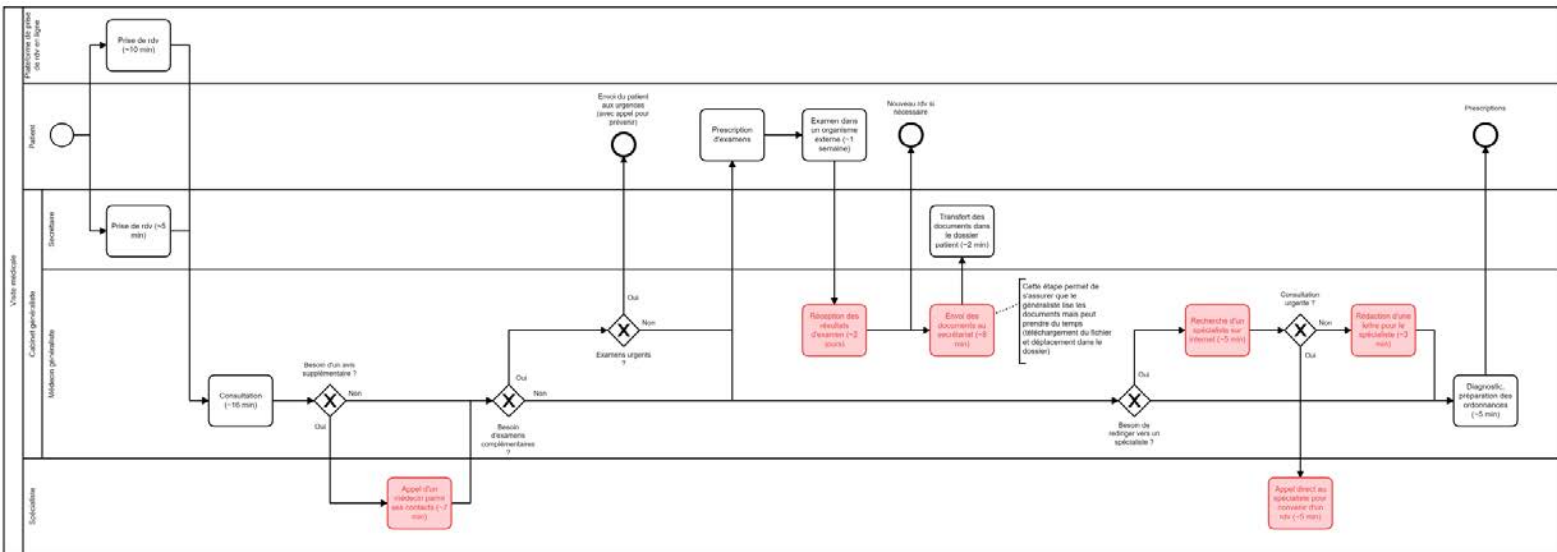 Visite médicale
Plateforme de prise
de rdv en ligne
Prise de rdv
(~10 min)
Patient
Envoi du patient
aux urgences
(avec appel pour
prévenir)
Prescription
d'examens
Examen dans
un organisme
externe (~1
semaine)
Nouveau rdv si
nécessaire
Prescriptions
Cabinet généraliste
Secrétaire
Prise de rdv (~5
min)
Transfert des
documents dans
le dossier
patient (~2 min)
Médecin généraliste
Consultation
(~16 min)
Besoin d'un avis
supplémentaire ?
Non
Oui
Besoin
d'examens
complémentaires
?
Oui
Non
Examens urgents
?
Oui
Non
Réception des
résultats
d'examen (~2
jours)
Envoi des
documents au
secrétariat (~8
min)
Cette étape permet de
s'assurer que le
généraliste lise les
documents mais peut
prendre du temps
(téléchargement du fichier
et déplacement dans le
dossier)
Besoin de
rediriger vers un
spécialiste ?
Oui
Recherche d'un
spécialiste sur
internet (~5 min)
Consultation
urgente ?
Non
Oui
Rédaction d'une
lettre pour le
spécialiste (~3
min)
Diagnostic,
préparation des
ordonnances
(~5 min)
Spécialiste
Appel d'un
médecin parmi
ses contacts (~7
min)
Appel direct au
spécialiste pour
convenir d'un
rdv (~5 min)